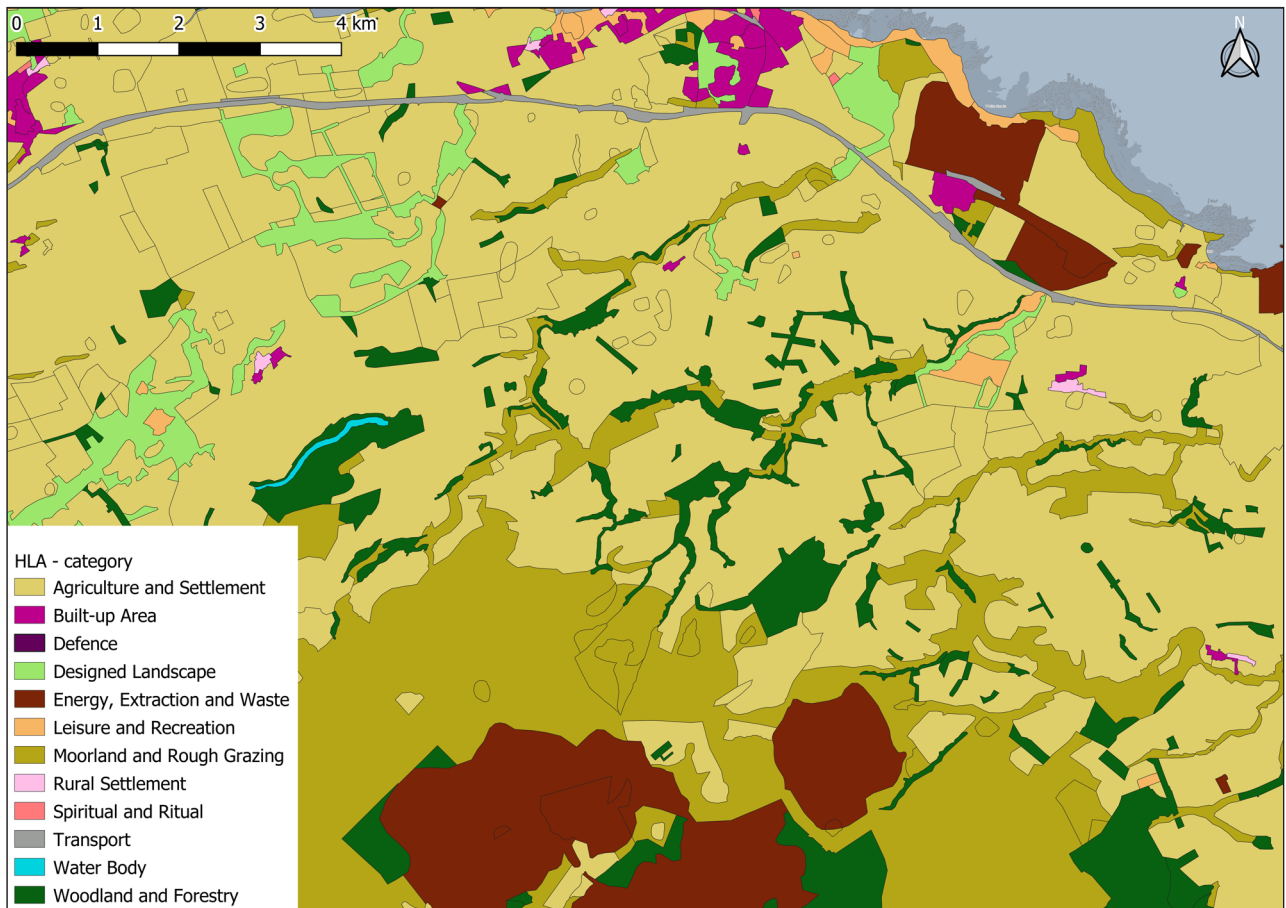 0 1 2 3 4 km
N
HLA - category
Agriculture and Settlement
Built-up Area
Defence
Designed Landscape
Energy, Extraction and Waste
Leisure and Recreation
Moorland and Rough Grazing
Rural Settlement
Spiritual and Ritual
Transport
Water Body
Woodland and Forestry